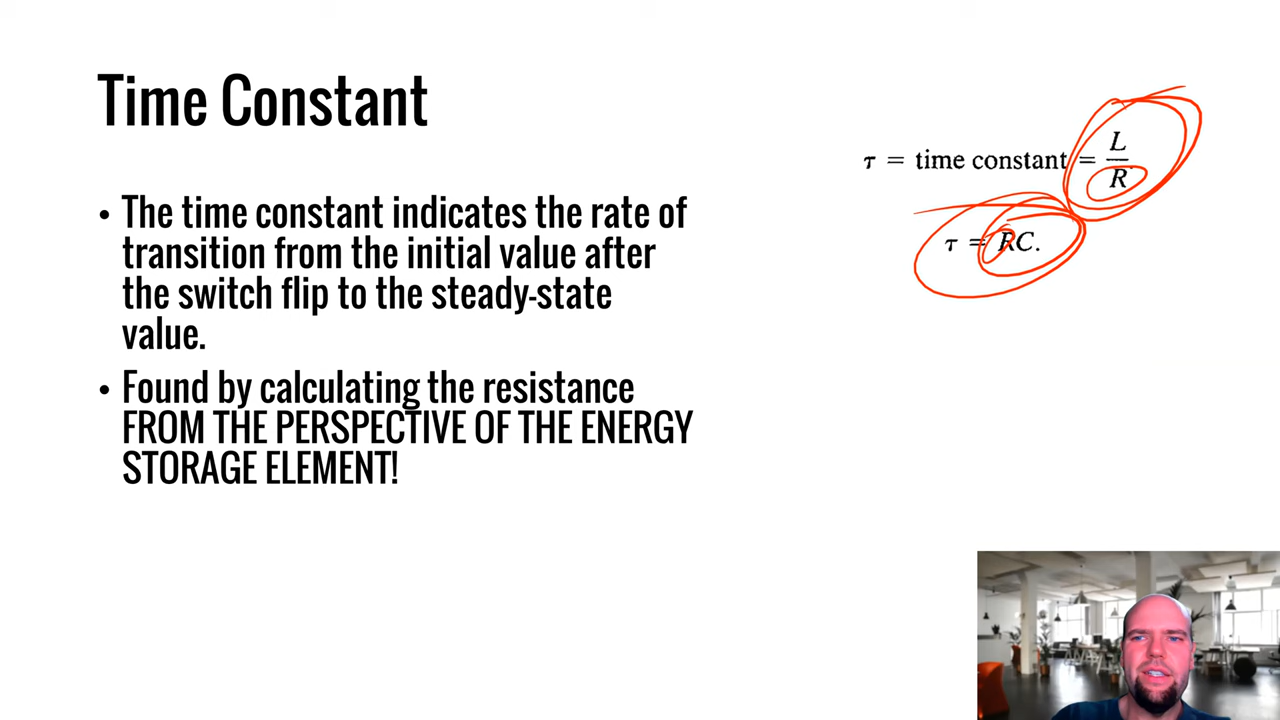 Time Constant
τ = time constant = L/R
τ = RC.
• The time constant indicates the rate of
transition from the initial value after
the switch flip to the steady-state
value.
• Found by calculating the resistance
FROM THE PERSPECTIVE OF THE ENERGY
STORAGE ELEMENT!